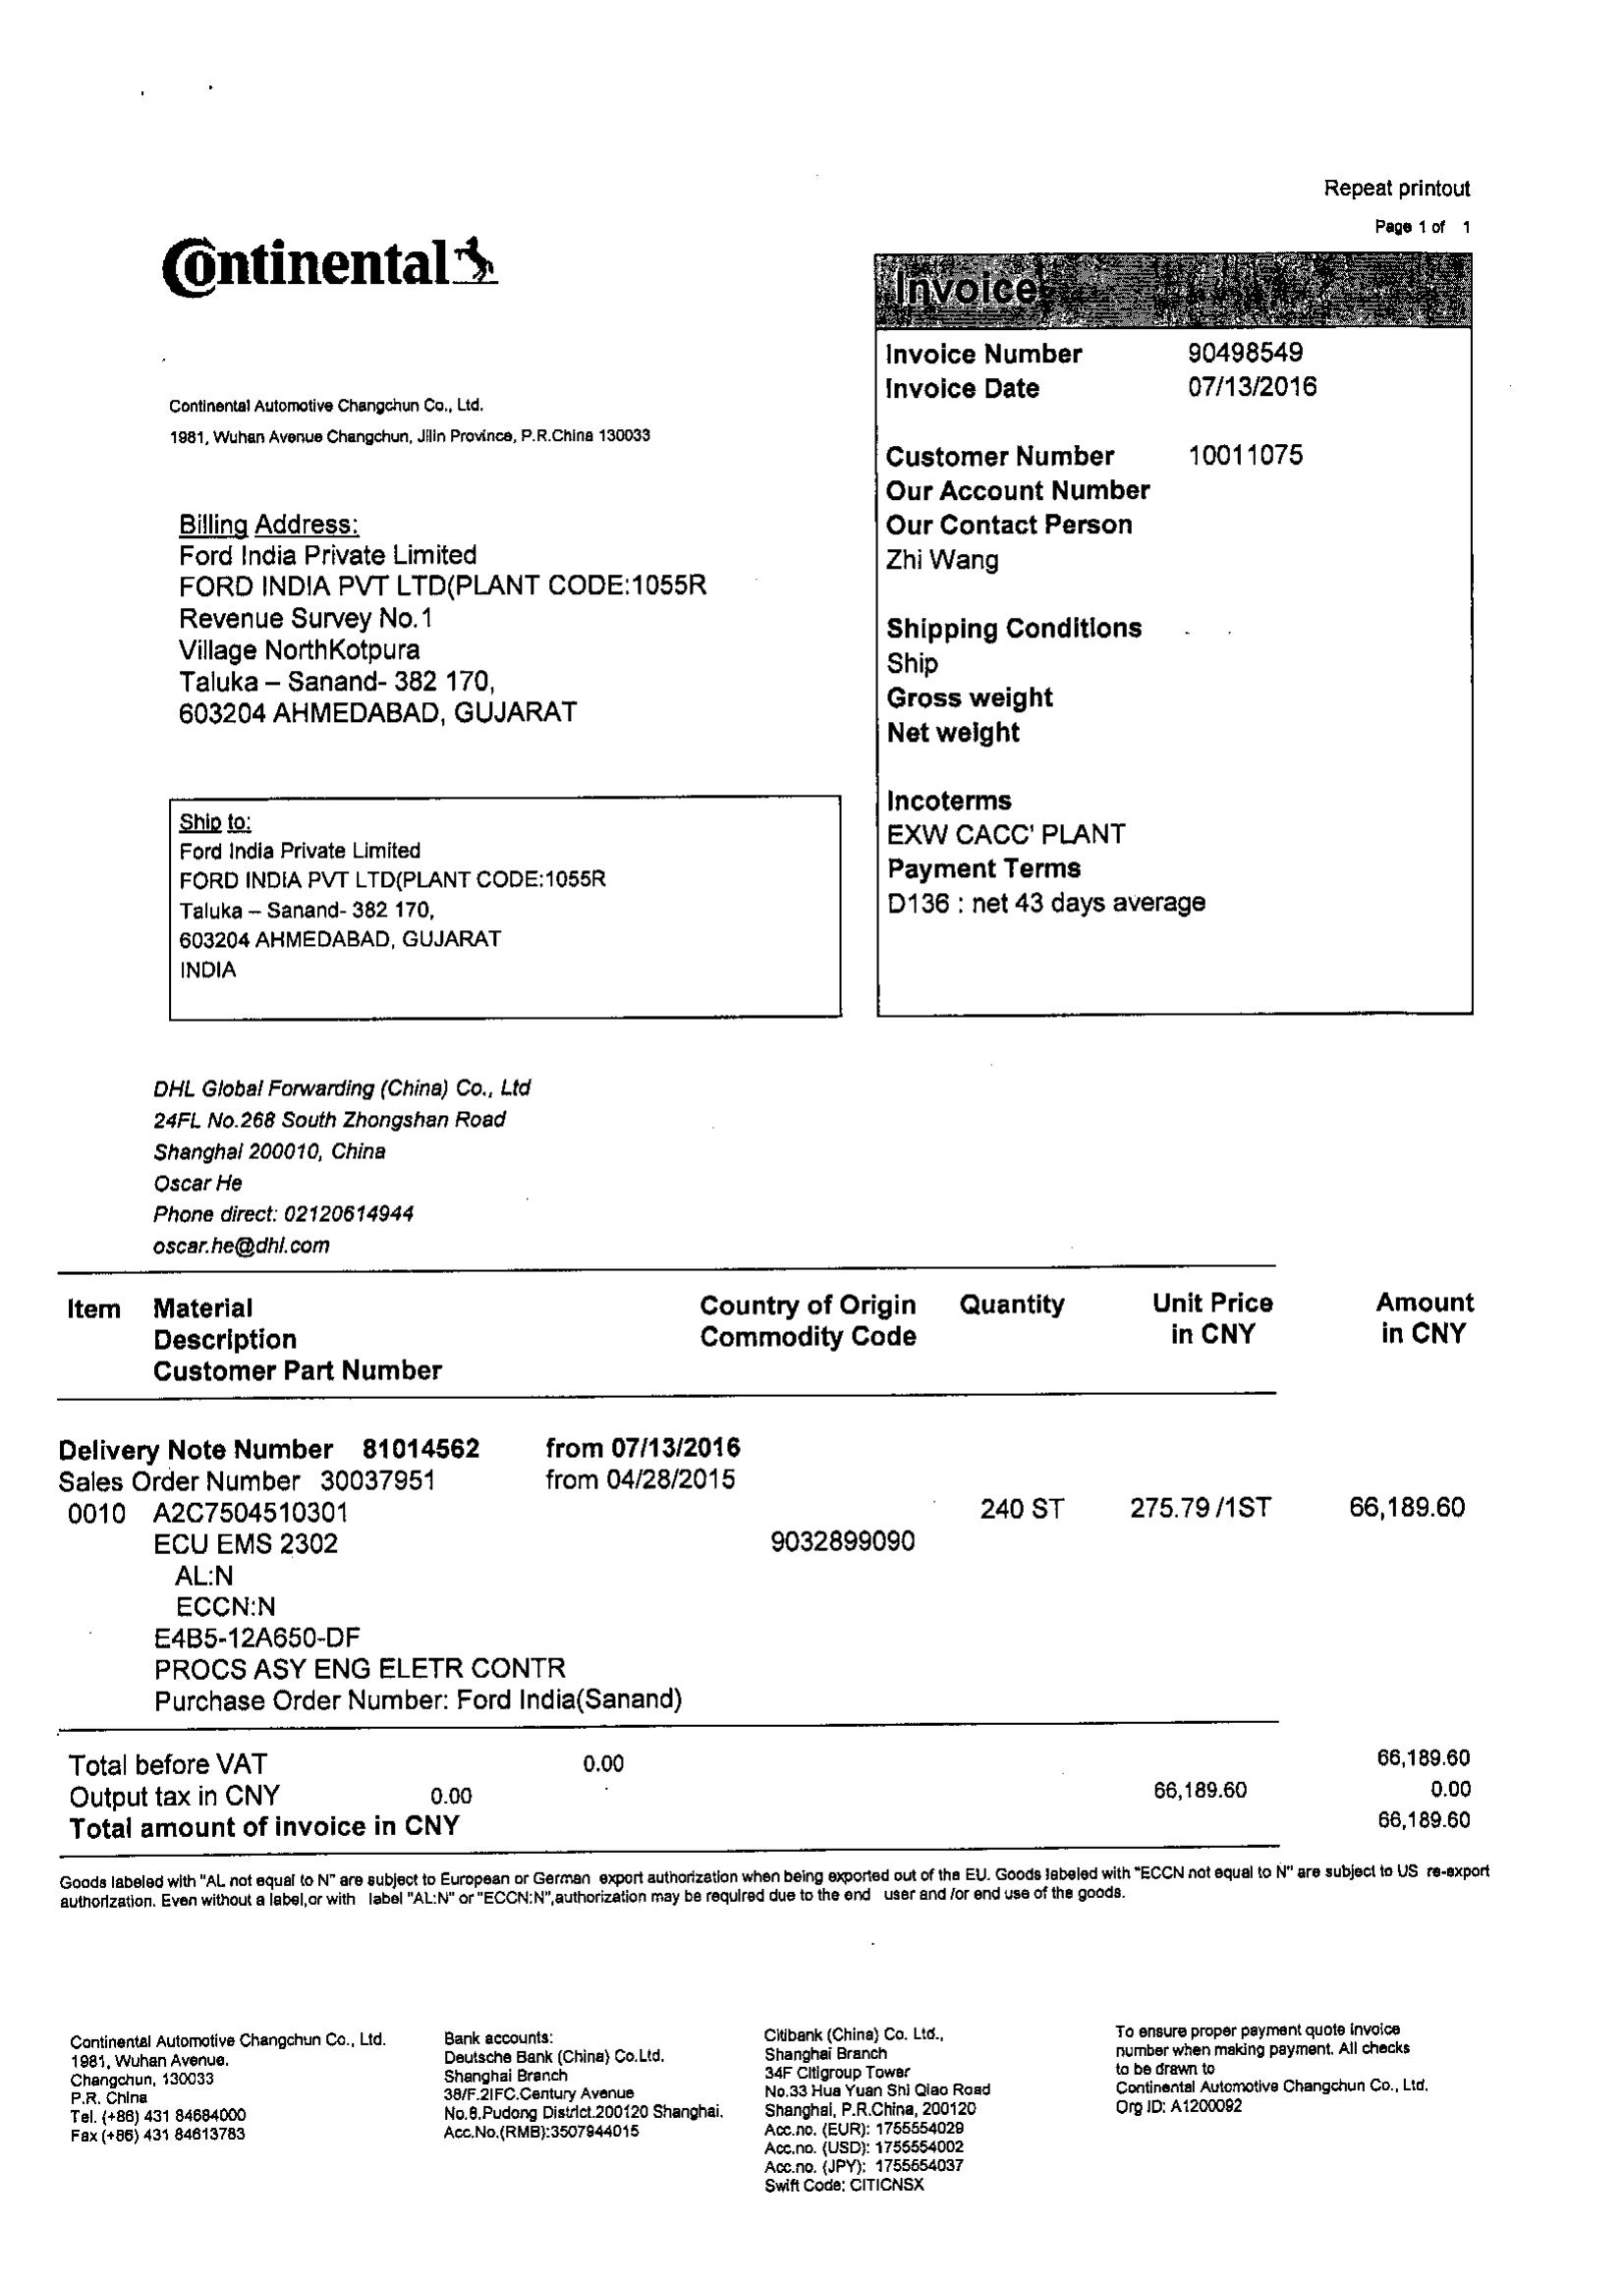 Repeat printout
Page 1 of 1
Continental
Invoice
Invoice Number 90498549
Invoice Date 07/13/2016
Continental Automotive Changchun Co., Ltd.
1981, Wuhan Avenue Changchun, Jilin Province, P.R.China 130033
Customer Number 10011075
Our Account Number
Our Contact Person
Zhi Wang
Billing Address:
Ford India Private Limited
FORD INDIA PVT LTD(PLANT CODE:1055R
Revenue Survey No.1
Village NorthKotpura
Taluka – Sanand- 382 170,
603204 AHMEDABAD, GUJARAT
Shipping Conditions
Ship
Gross weight
Net weight
Incoterms
EXW CACC' PLANT
Payment Terms
D136 : net 43 days average
Ship to:
Ford India Private Limited
FORD INDIA PVT LTD(PLANT CODE:1055R
Taluka – Sanand- 382 170,
603204 AHMEDABAD, GUJARAT
INDIA
DHL Global Forwarding (China) Co., Ltd
24FL No.268 South Zhongshan Road
Shanghai 200010, China
Oscar He
Phone direct: 02120614944
oscar.he@dhl.com
Item Material Country of Origin Quantity Unit Price Amount
Description Commodity Code in CNY in CNY
Customer Part Number
Delivery Note Number 81014562 from 07/13/2016
Sales Order Number 30037951 from 04/28/2015
0010 A2C7504510301 240 ST 275.79 /1ST 66,189.60
ECU EMS 2302 9032899090
AL:N
ECCN:N
E4B5-12A650-DF
PROCS ASY ENG ELETR CONTR
Purchase Order Number: Ford India(Sanand)
Total before VAT 0.00 66,189.60
Output tax in CNY 0.00 66,189.60 0.00
Total amount of invoice in CNY 66,189.60
Goods labeled with "AL not equal to N" are subject to European or German export authorization when being exported out of the EU. Goods labeled with "ECCN not equal to N" are subject to US re-export
authorization. Even without a label,or with label "AL:N" or "ECCN:N",authorization may be required due to the end user and /or end use of the goods.
Continental Automotive Changchun Co., Ltd.
1981, Wuhan Avenue.
Changchun, 130033
P.R. China
Tel. (+86) 431 84684000
Fax (+86) 431 84613783
Bank accounts:
Deutsche Bank (China) Co.Ltd.
Shanghai Branch
38/F.2IFC.Century Avenue
No.8.Pudong District.200120 Shanghai.
Acc.No.(RMB):3507944015
Citibank (China) Co. Ltd.,
Shanghai Branch
34F Citigroup Tower
No.33 Hua Yuan Shi Qiao Road
Shanghai, P.R.China, 200120
Acc.no. (EUR): 1755554029
Acc.no. (USD): 1755554002
Acc.no. (JPY): 1755554037
Swift Code: CITICNSX
To ensure proper payment quote invoice
number when making payment. All checks
to be drawn to
Continental Automotive Changchun Co., Ltd.
Org ID: A1200092